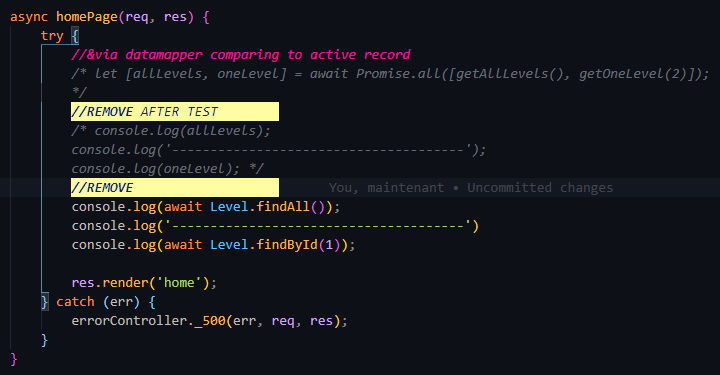 async homePage(req, res) {
try {
//&via datamapper comparing to active record
/* let [allLevels, oneLevel] = await Promise.all([getAllLevels(), getOneLevel(2)]);
*/
//REMOVE AFTER TEST
/* console.log(allLevels);
console.log('--------------------------------------');
console.log(oneLevel); */
//REMOVE You, maintenant • Uncommitted changes
console.log(await Level.findAll());
console.log('--------------------------------------')
console.log(await Level.findById(1));
res.render('home');
} catch (err) {
errorController._500(err, req, res);
}
}